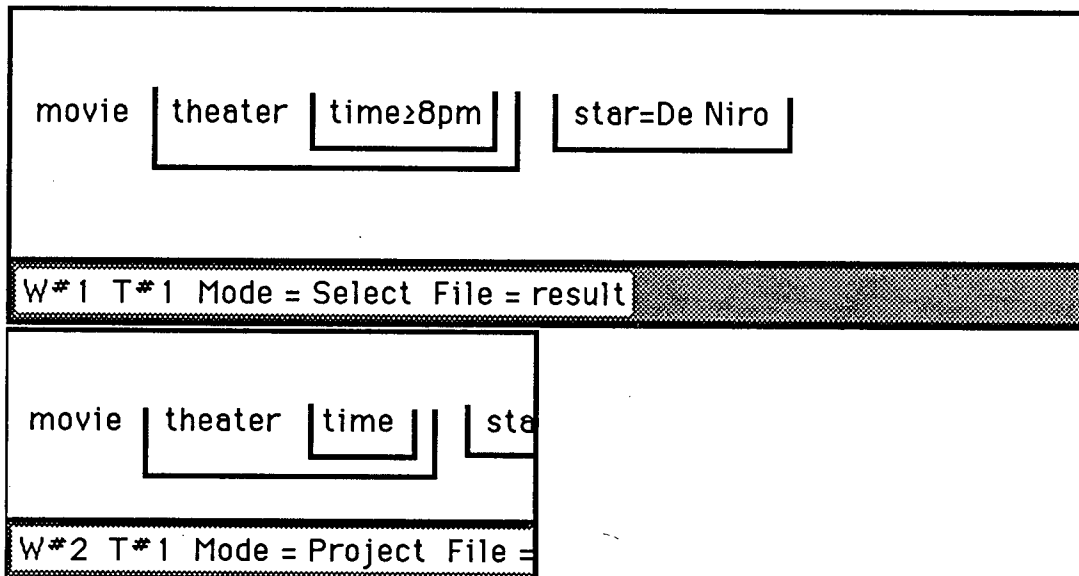 movie theater time≥8pm star=De Niro
W#1 T#1 Mode = Select File = result
movie theater time sta
W#2 T#1 Mode = Project File =